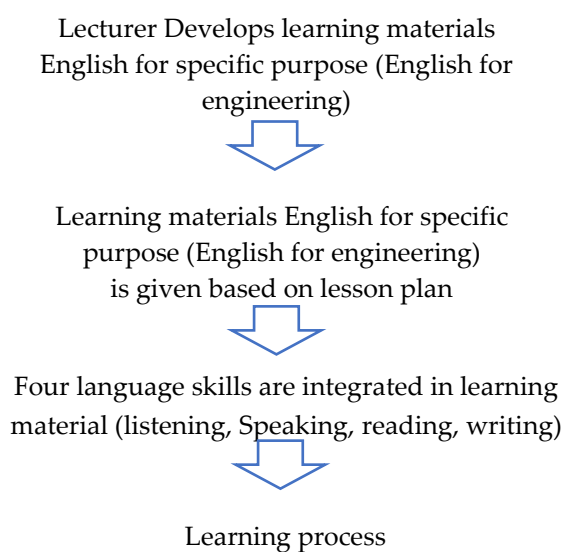 Lecturer Develops learning materials
English for specific purpose (English for
engineering)
Learning materials English for specific
purpose (English for engineering)
is given based on lesson plan
Four language skills are integrated in learning
material (listening, Speaking, reading, writing)
Learning process